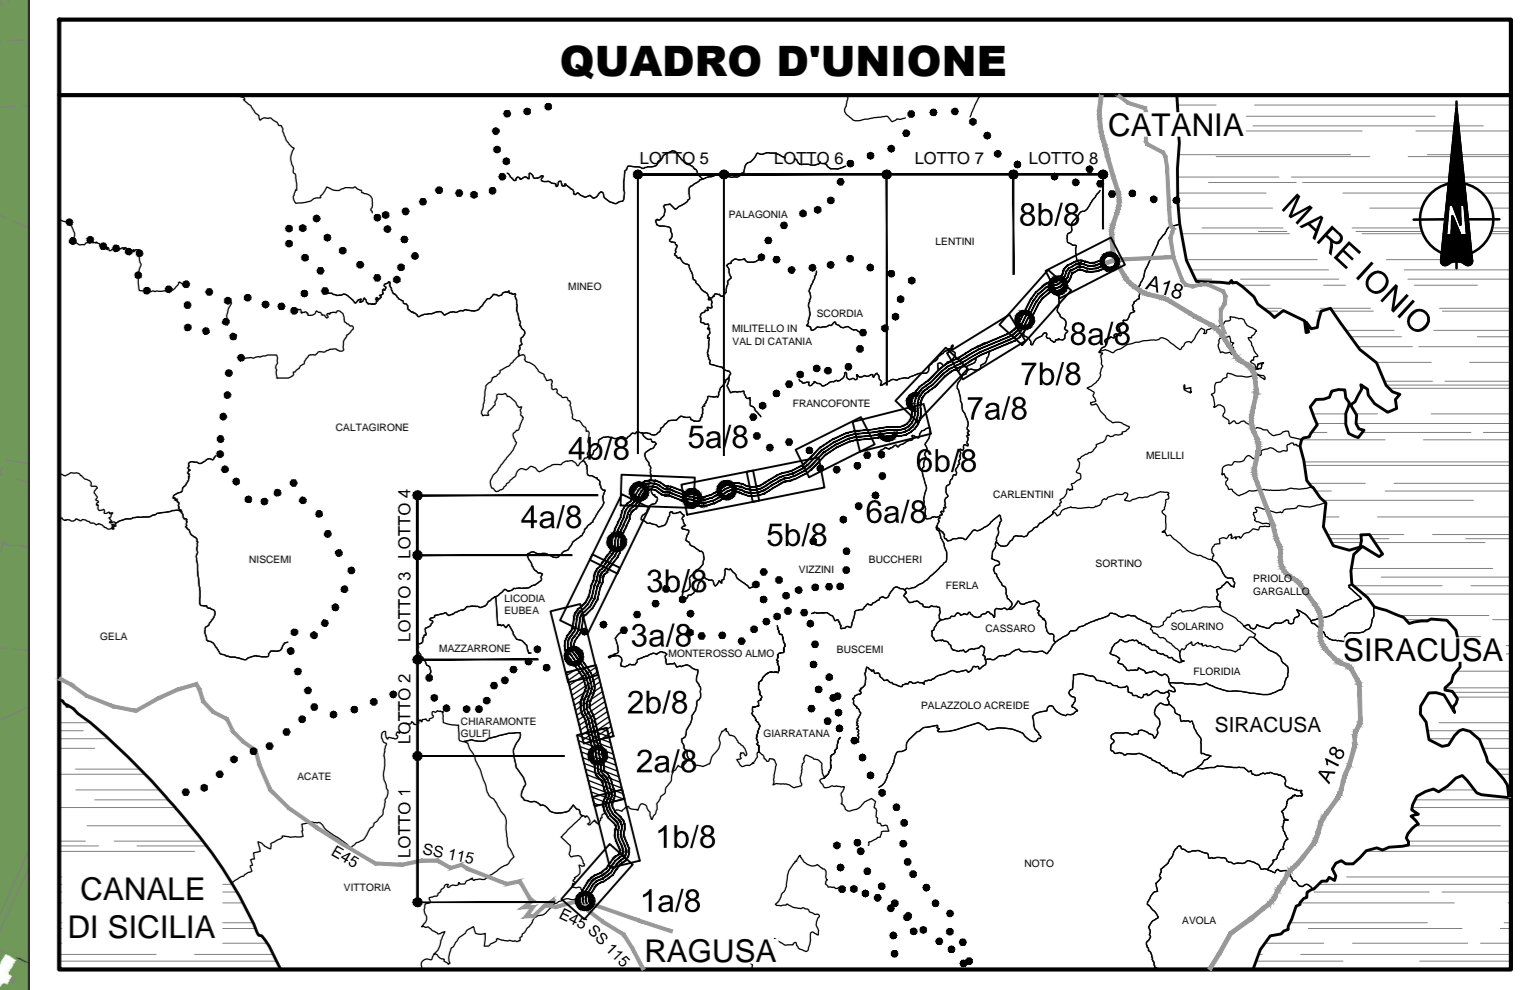 QUADRO D'UNIONE
CATANIA
LOTTO 5
LOTTO 6
LOTTO 7
LOTTO 8
8b/8
PALAGONIA
LENTINI
MARE IONIO
N
MINEO
A18
SCORDIA
MILITELLO IN
VAL DI CATANIA
8a/8
7b/8
FRANCOFONTE
7a/8
CALTAGIRONE
4b/8
5a/8
6b/8
MELILLI
CARLENTINI
4a/8
6a/8
LOTTO 4
5b/8
NISCEMI
VIZZINI
BUCCHERI
SORTINO
3b/8
FERLA
PRIOLO
GARGALLO
LOTTO 3
LICODIA
EUBEA
GELA
3a/8
CASSARO
SOLARINO
MAZZARRONE
MONTEROSSO ALMO
BUSCEMI
SIRACUSA
FLORIDIA
LOTTO 2
2b/8
PALAZZOLO ACREIDE
CHIARAMONTE
GULFI
GIARRATANA
SIRACUSA
2a/8
A18
ACATE
LOTTO 1
1b/8
E45
SS 115
NOTO
VITTORIA
CANALE
DI SICILIA
1a/8
E45 SS 115
AVOLA
RAGUSA